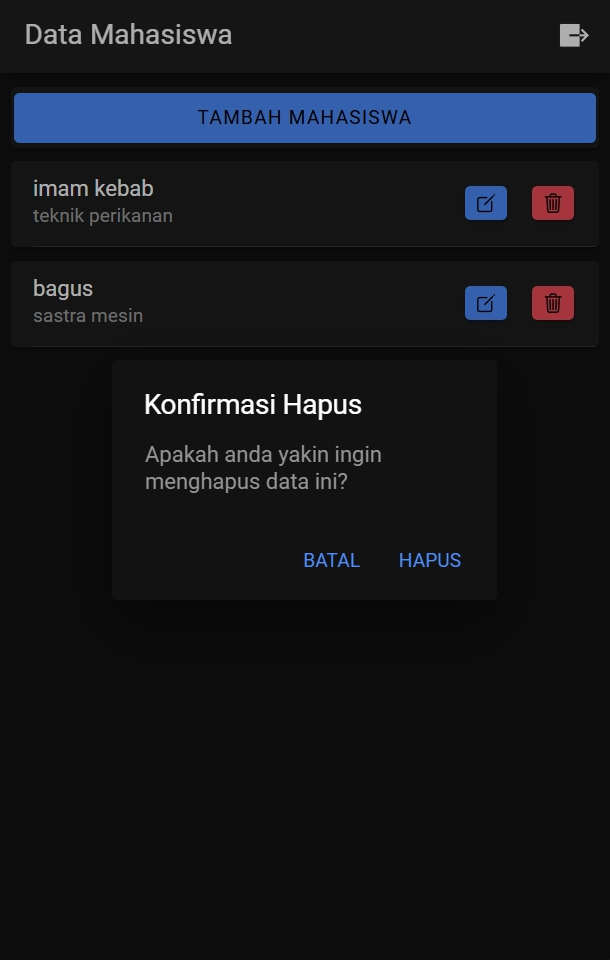 Data Mahasiswa
TAMBAH MAHASISWA
imam kebab
teknik perikanan
bagus
sastra mesin
Konfirmasi Hapus
Apakah anda yakin ingin
menghapus data ini?
BATAL HAPUS